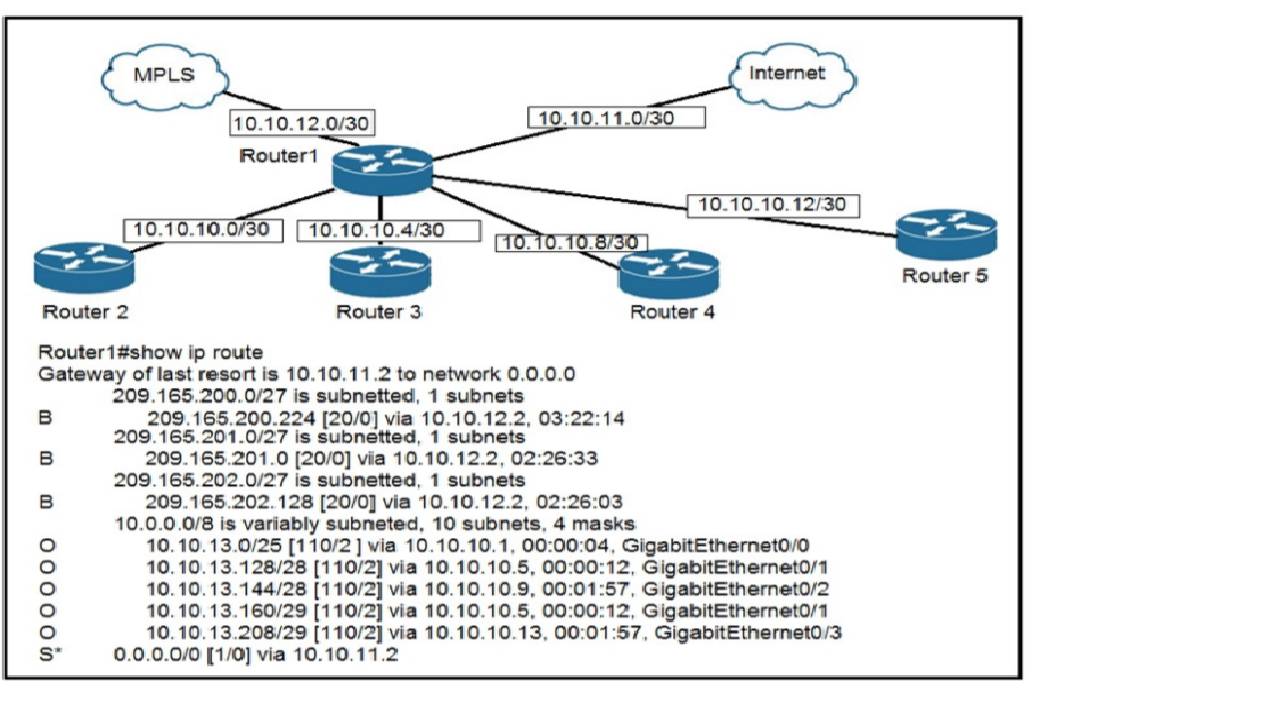 MPLS
Internet
10.10.12.0/30
10.10.11.0/30
Router1
10.10.10.12/30
10.10.10.0/30
10.10.10.4/30
10.10.10.8/30
Router 5
Router 2
Router 3
Router 4
Router1#show ip route
Gateway of last resort is 10.10.11.2 to network 0.0.0.0
209.165.200.0/27 is subnetted, 1 subnets
B 209.165.200.224 [20/0] via 10.10.12.2, 03:22:14
209.165.201.0/27 is subnetted, 1 subnets
B 209.165.201.0 [20/0] via 10.10.12.2, 02:26:33
209.165.202.0/27 is subnetted, 1 subnets
B 209.165.202.128 [20/0] via 10.10.12.2, 02:26:03
10.0.0.0/8 is variably subneted, 10 subnets, 4 masks
O 10.10.13.0/25 [110/2 ] via 10.10.10.1, 00:00:04, GigabitEthernet0/0
O 10.10.13.128/28 [110/2] via 10.10.10.5, 00:00:12, GigabitEthernet0/1
O 10.10.13.144/28 [110/2] via 10.10.10.9, 00:01:57, GigabitEthernet0/2
O 10.10.13.160/29 [110/2] via 10.10.10.5, 00:00:12, GigabitEthernet0/1
O 10.10.13.208/29 [110/2] via 10.10.10.13, 00:01:57, GigabitEthernet0/3
S* 0.0.0.0/0 [1/0] via 10.10.11.2